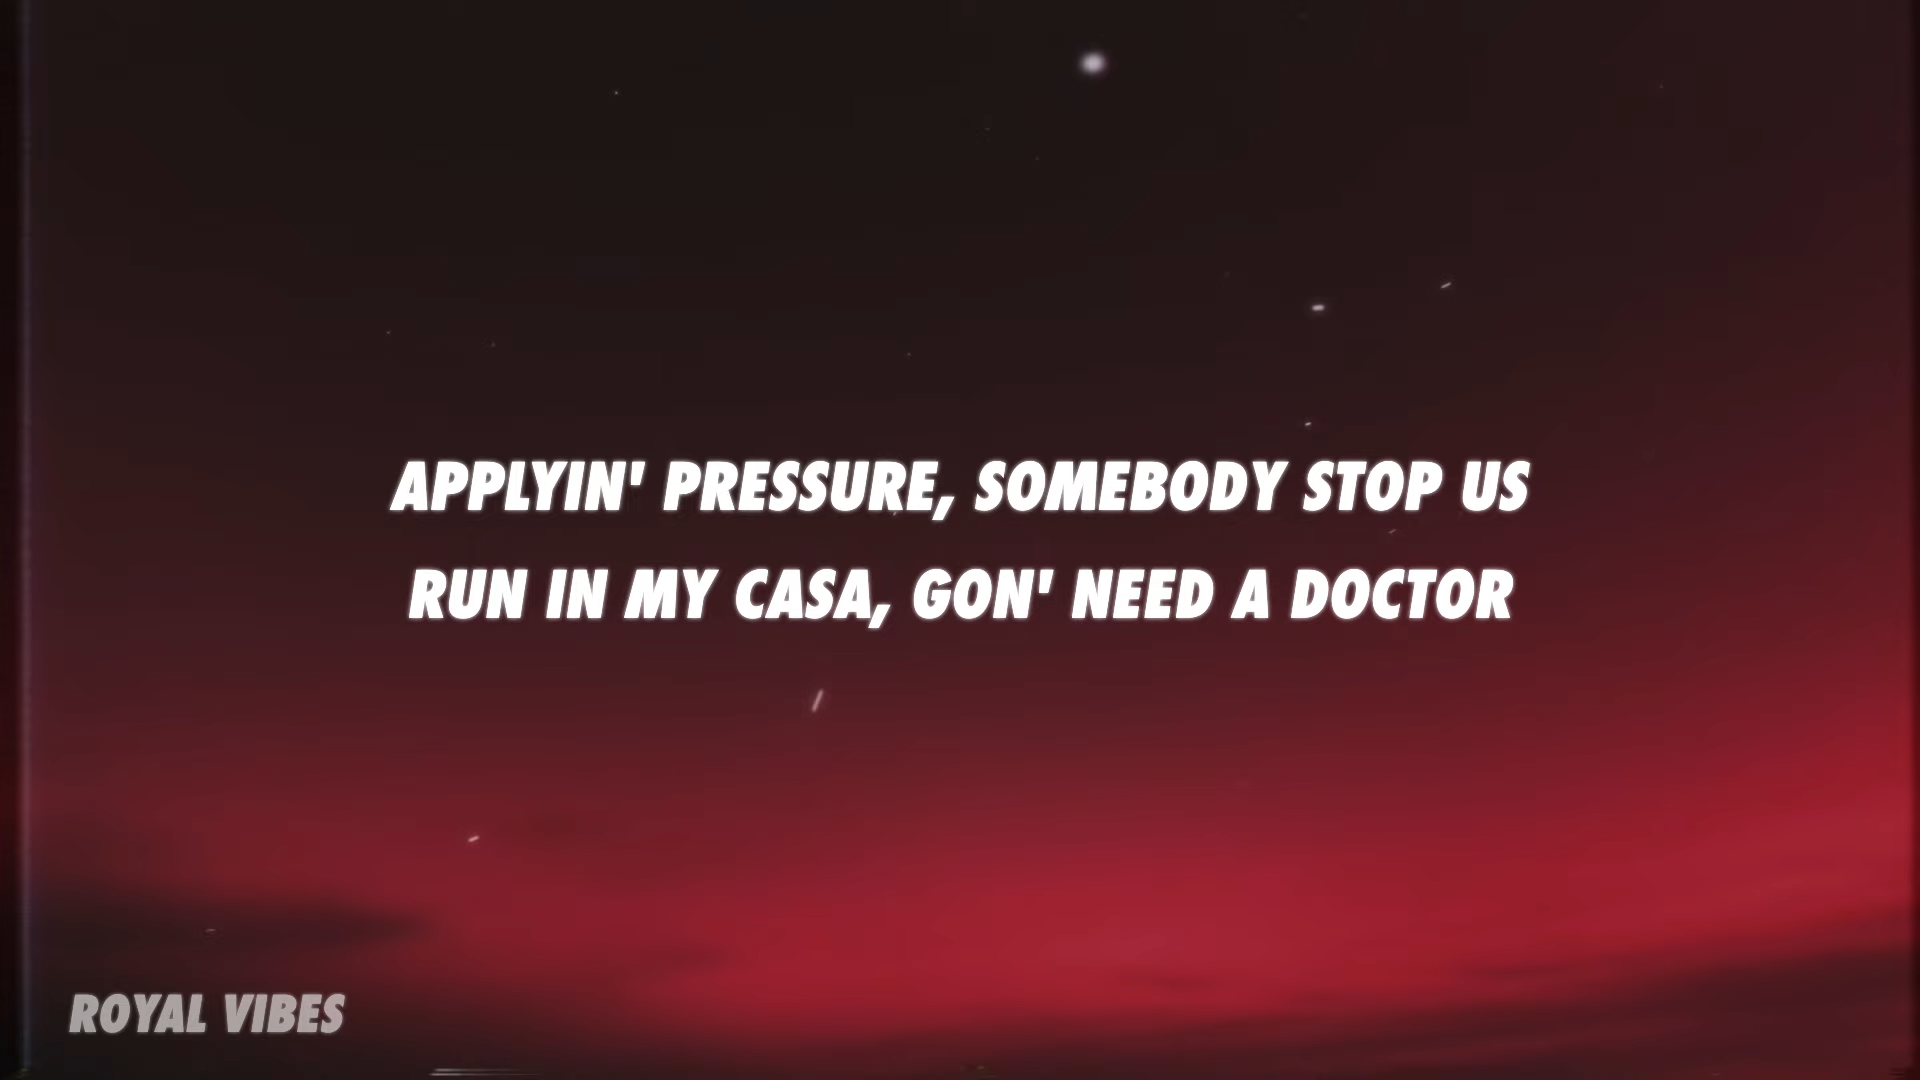 APPLYIN' PRESSURE, SOMEBODY STOP US
RUN IN MY CASA, GON' NEED A DOCTOR
ROYAL VIBES